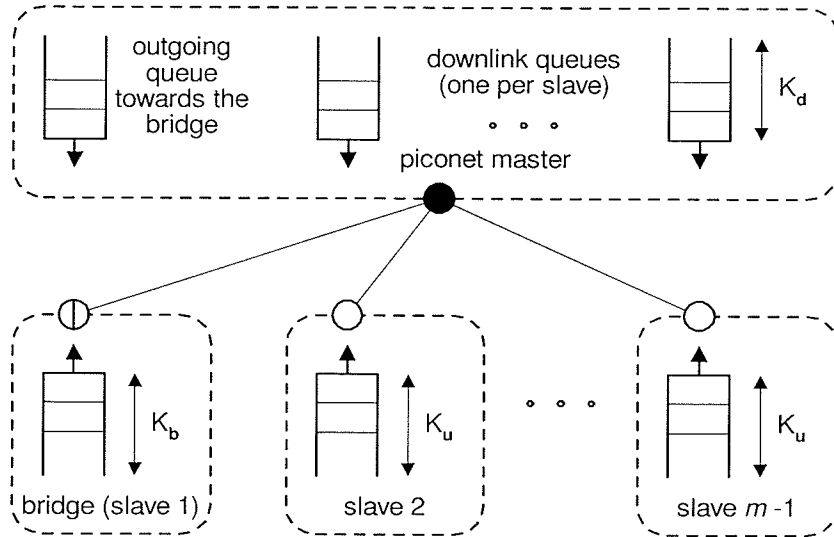 outgoing
queue
towards the
bridge
downlink queues
(one per slave)
K_d
piconet master
K_b
K_u
K_u
bridge (slave 1)
slave 2
slave m -1